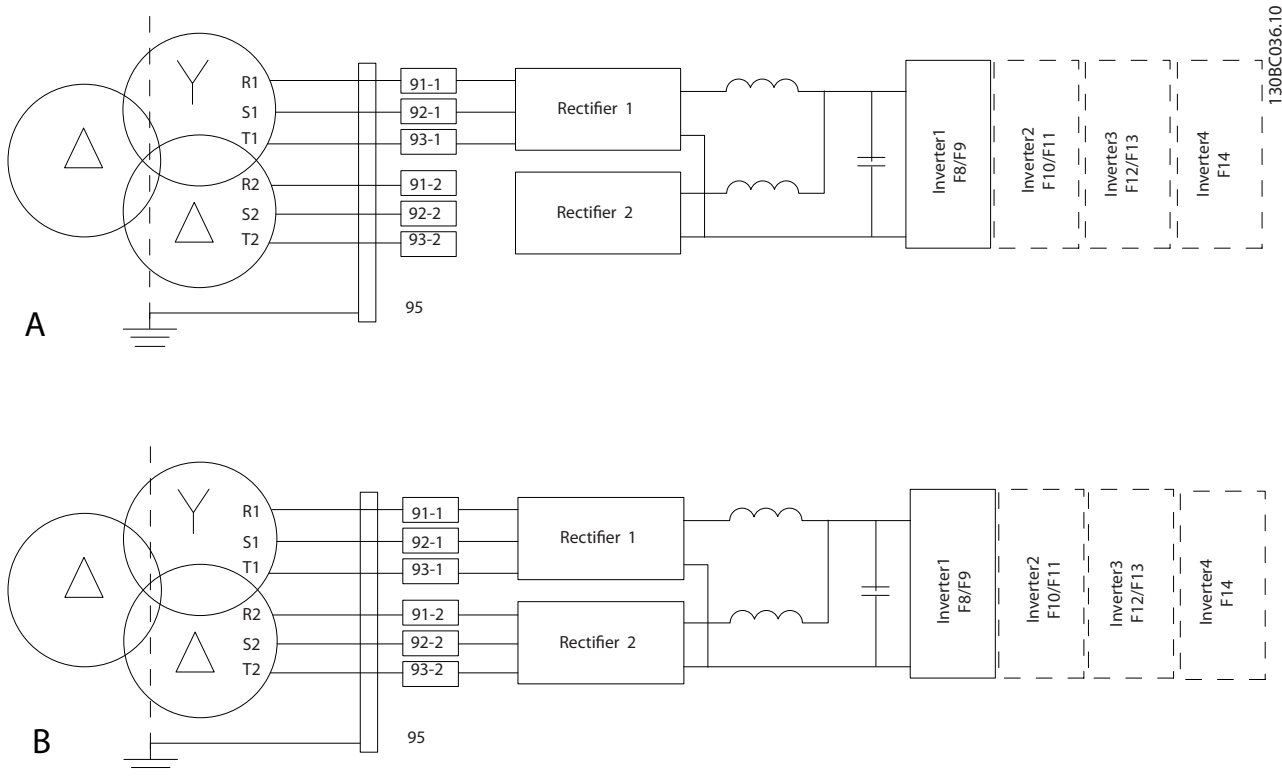 130BC036.10
R1
S1
T1
R2
S2
T2
91-1
92-1
93-1
91-2
92-2
93-2
95
Rectifier 1
Rectifier 2
Inverter1
F8/F9
Inverter2
F10/F11
Inverter3
F12/F13
Inverter4
F14
A
R1
S1
T1
R2
S2
T2
91-1
92-1
93-1
91-2
92-2
93-2
95
Rectifier 1
Rectifier 2
Inverter1
F8/F9
Inverter2
F10/F11
Inverter3
F12/F13
Inverter4
F14
B